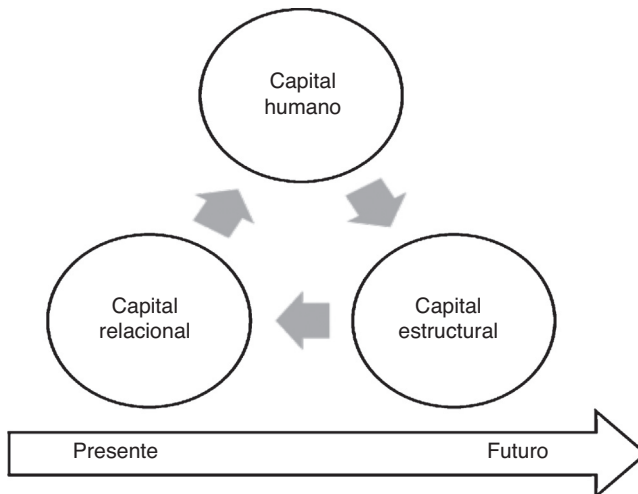 Capital
humano
Capital
relacional
Capital
estructural
Presente
Futuro